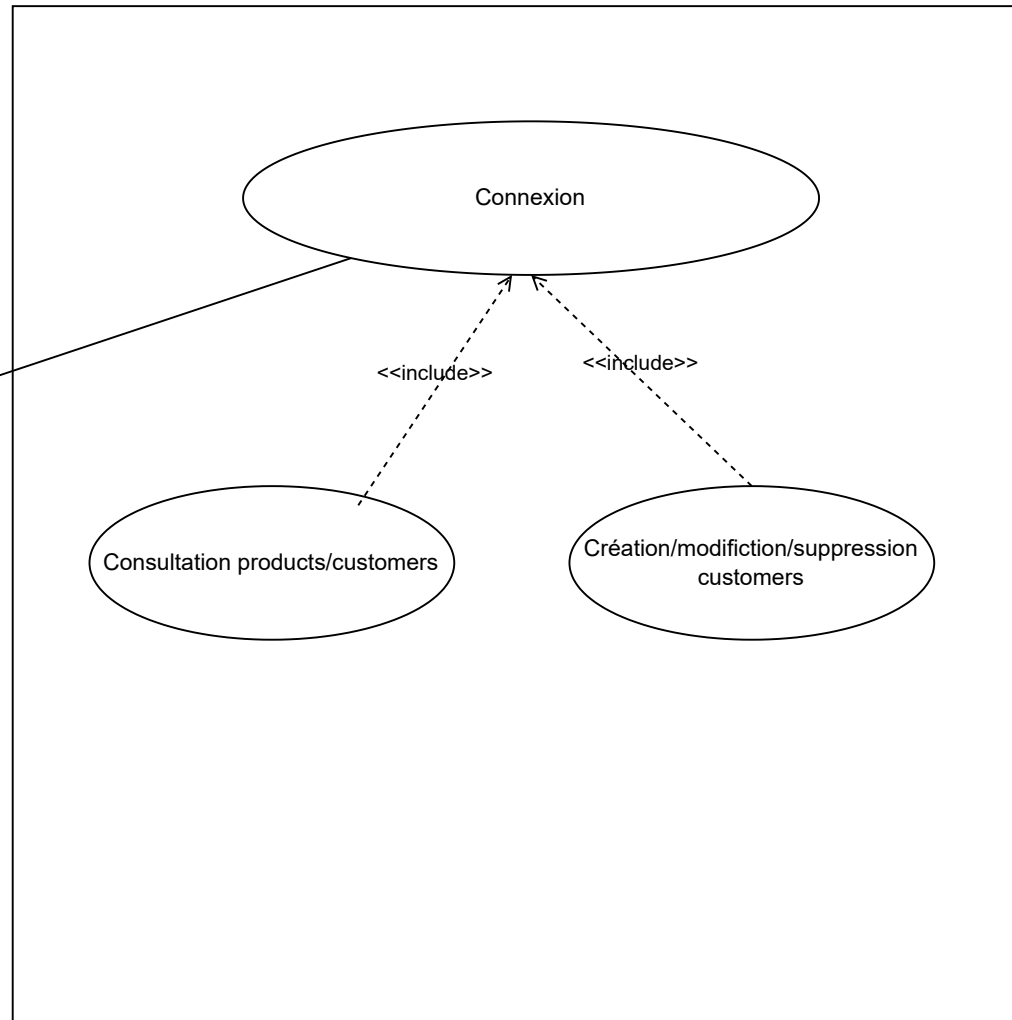 Connexion
<<include>>
<<include>>
Consultation products/customers
Création/modifiction/suppression
customers